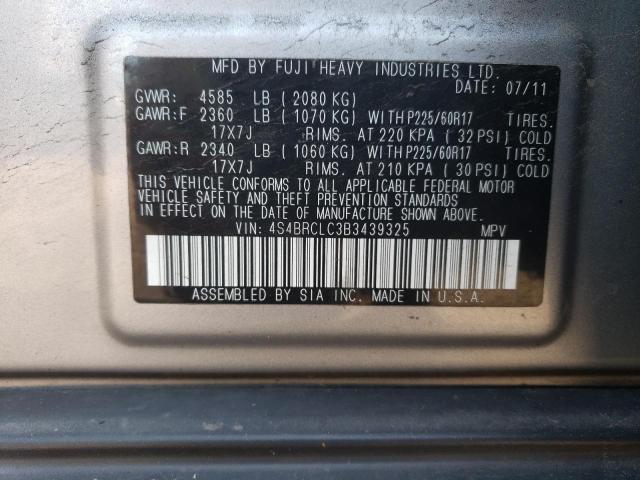 MFD BY FUJI HEAVY INDUSTRIES LTD.
DATE: 07/11
GVWR: 4585 LB ( 2080 KG)
GAWR:F 2360 LB ( 1070 KG) WITH P225/60R17 TIRES.
17X7J RIMS. AT 220 KPA ( 32 PSI) COLD
GAWR:R 2340 LB ( 1060 KG) WITH P225/60R17 TIRES.
17X7J RIMS. AT 210 KPA ( 30 PSI) COLD
THIS VEHICLE CONFORMS TO ALL APPLICABLE FEDERAL MOTOR
VEHICLE SAFETY AND THEFT PREVENTION STANDARDS
IN EFFECT ON THE DATE OF MANUFACTURE SHOWN ABOVE.
VIN: 4S4BRCLC3B3439325 MPV
ASSEMBLED BY SIA INC. MADE IN U.S.A.